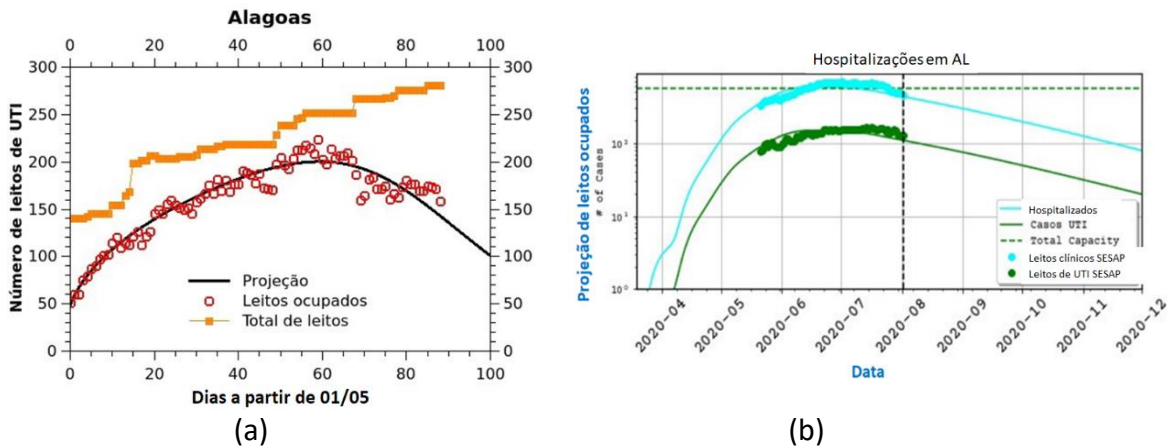 Alagoas
0 20 40 60 80 100
300 300
250 250
200 200
150 150
100 100
50 50
0 0
0 20 40 60 80 100
Número de leitos de UTI
Projeção
Leitos ocupados
Total de leitos
Dias a partir de 01/05
(a)
Hospitalizações em AL
Projeção de leitos ocupados
# of Cases
10²
10¹
10⁰
Hospitalizados
Casos UTI
Total Capacity
Leitos clínicos SESAP
Leitos de UTI SESAP
2020-04 2020-05 2020-06 2020-07 2020-08 2020-09 2020-10 2020-11 2020-12
Data
(b)